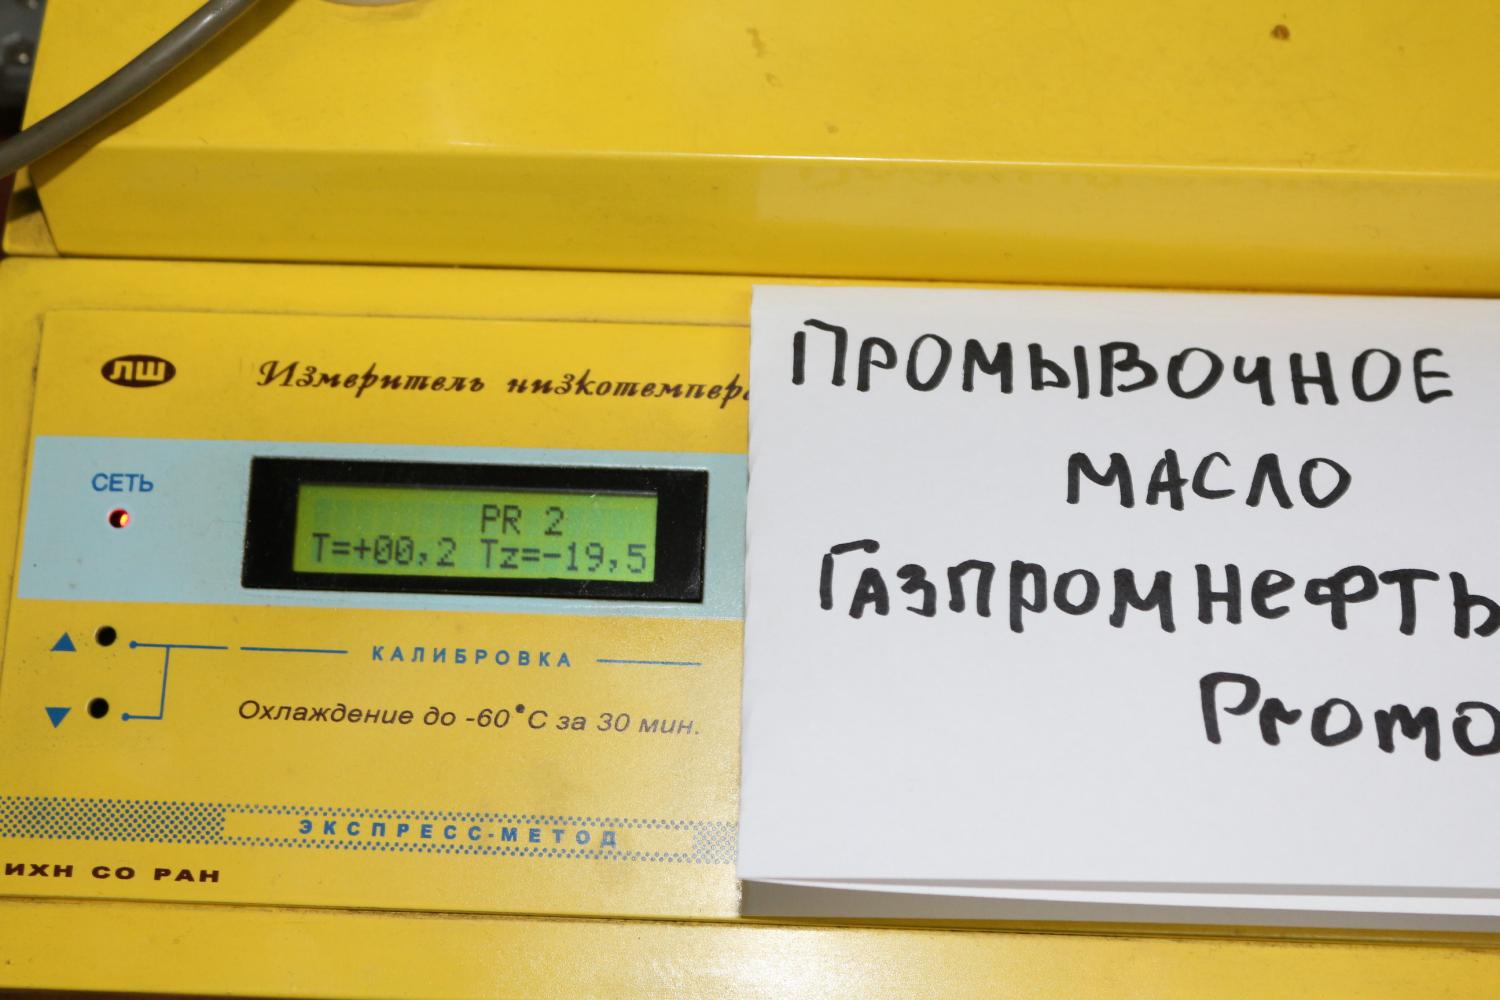 ЛШ
Измеритель низкотемпера
СЕТЬ
PR 2
T=+00,2 Tz=-19,5
КАЛИБРОВКА
Охлаждение до -60°С за 30 мин.
ЭКСПРЕСС-МЕТОД
ИХН СО РАН
ПРОМЫВОЧНОЕ
МАСЛО
ГАЗПРОМНЕФТЬ
Promo